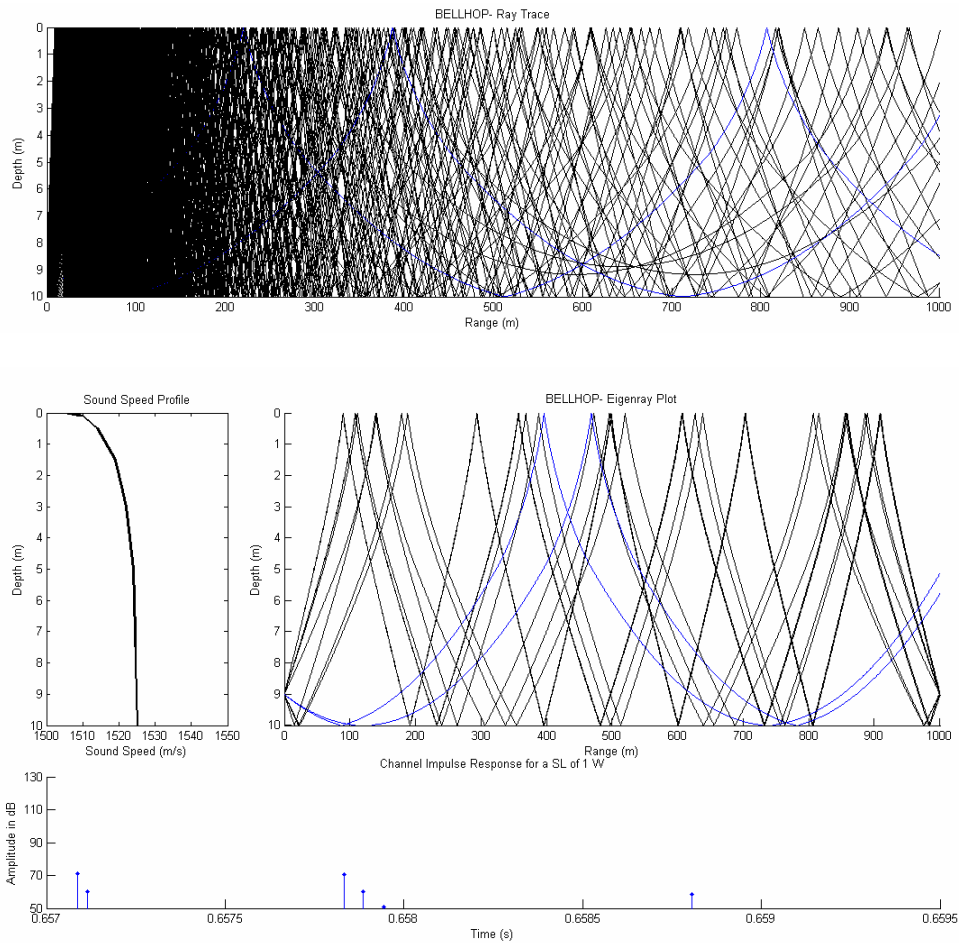 BELLHOP- Ray Trace
0
1
2
3
4
5
6
7
8
9
10
Depth (m)
0 100 200 300 400 500 600 700 800 900 1000
Range (m)
Sound Speed Profile
0
1
2
3
4
5
6
7
8
9
10
Depth (m)
1500 1510 1520 1530 1540 1550
Sound Speed (m/s)
BELLHOP- Eigenray Plot
0
1
2
3
4
5
6
7
8
9
10
Depth (m)
0 100 200 300 400 500 600 700 800 900 1000
Range (m)
Channel Impulse Response for a SL of 1 W
130
110
90
70
50
Amplitude in dB
0.657 0.6575 0.658 0.6585 0.659 0.6595
Time (s)